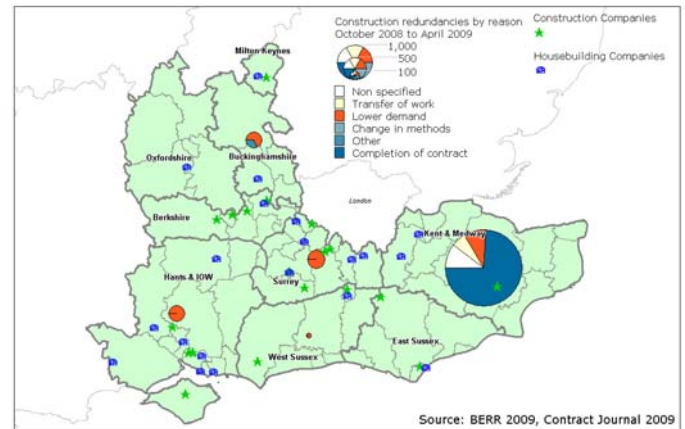 Construction redundancies by reason
October 2008 to April 2009
1,000
500
100
Non specified
Transfer of work
Lower demand
Change in methods
Other
Completion of contract
Construction Companies
Housebuilding Companies
Milton Keynes
Oxfordshire
Buckinghamshire
London
Berkshire
Kent & Medway
Hants & IOW
Surrey
East Sussex
West Sussex
Source: BERR 2009, Contract Journal 2009